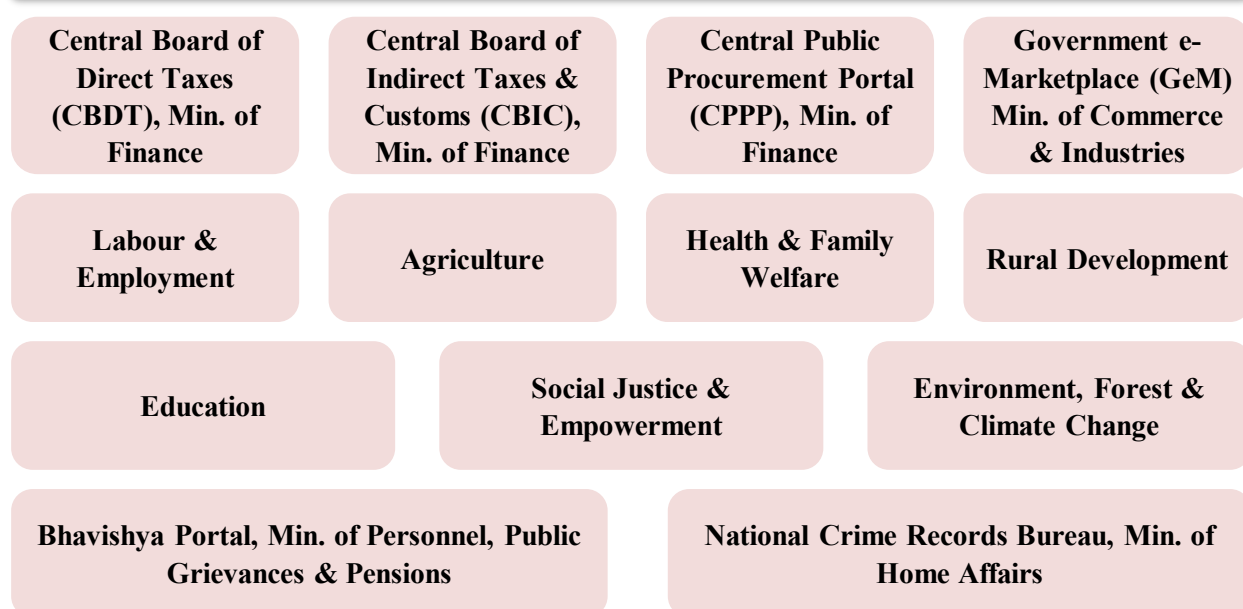 Central Board of
Direct Taxes
(CBDT), Min. of
Finance
Central Board of
Indirect Taxes &
Customs (CBIC),
Min. of Finance
Central Public
Procurement Portal
(CPPP), Min. of
Finance
Government e-
Marketplace (GeM)
Min. of Commerce
& Industries
Labour &
Employment
Agriculture
Health & Family
Welfare
Rural Development
Education
Social Justice &
Empowerment
Environment, Forest &
Climate Change
Bhavishya Portal, Min. of Personnel, Public
Grievances & Pensions
National Crime Records Bureau, Min. of
Home Affairs